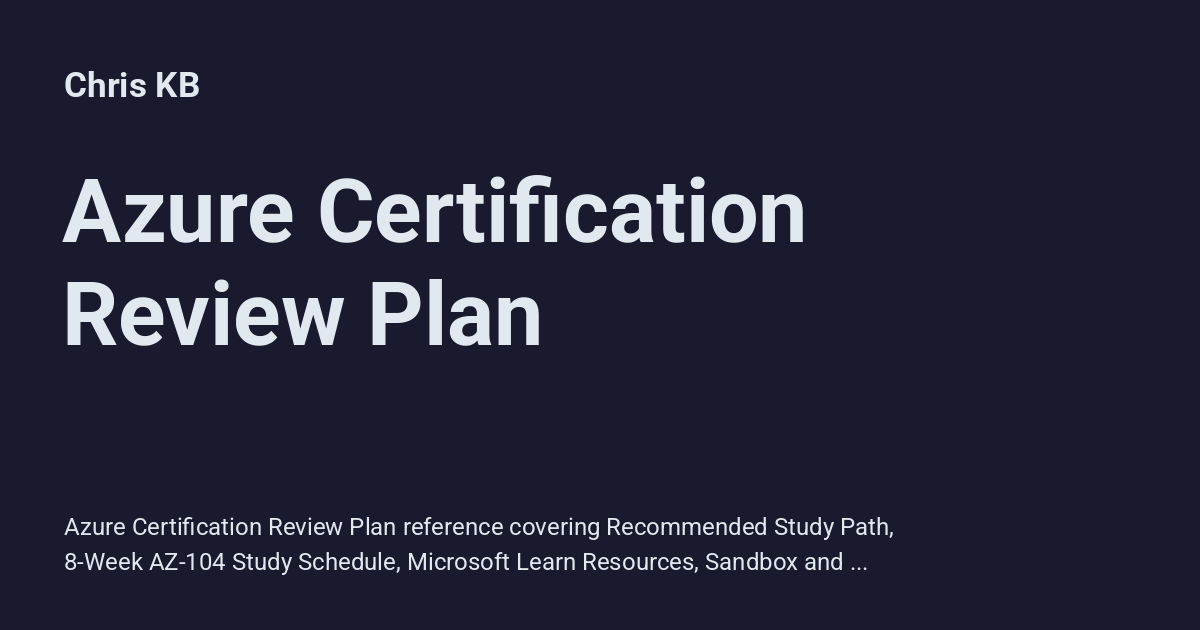 Chris KB
Azure Certification
Review Plan
Azure Certification Review Plan reference covering Recommended Study Path,
8-Week AZ-104 Study Schedule, Microsoft Learn Resources, Sandbox and ...